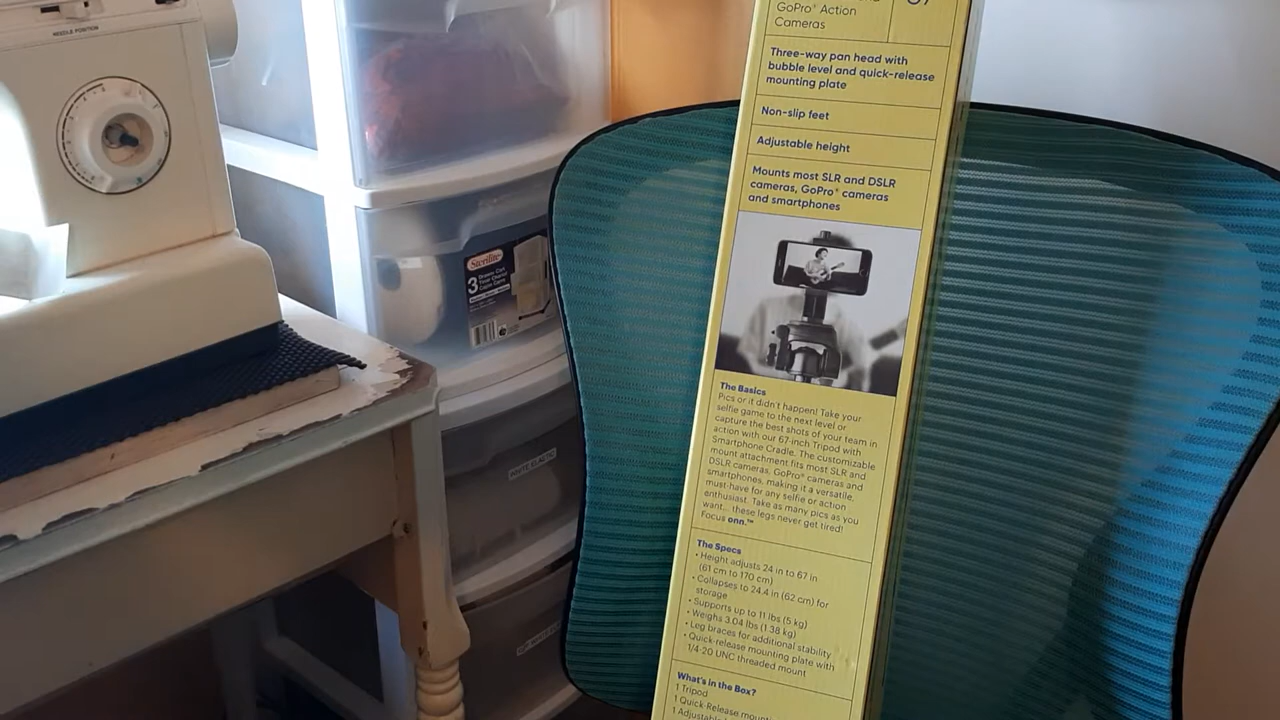 NEEDLE POSITION
GoPro® Action
Cameras
67
Three-way pan head with
bubble level and quick-release
mounting plate
Non-slip feet
Adjustable height
Mounts most SLR and DSLR
cameras, GoPro® cameras
and smartphones
Sterilite
3
The Basics
Pics or it didn't happen! Take your
selfie game to the next level or
capture the best shots of your team in
action with our 67-inch Tripod with
Smartphone Cradle. The customizable
mount attachment fits most SLR and
DSLR cameras, GoPro® cameras and
smartphones, making it a versatile,
must-have for any selfie or action
enthusiast. Take as many pics as you
want... these legs never get tired!
Focus onn.™
WHITE ELASTIC
The Specs
• Height adjusts 24 in to 67 in
(61 cm to 170 cm)
• Collapses to 24.4 in (62 cm) for
storage
• Supports up to 11 lbs (5 kg)
• Weighs 3.04 lbs (1.38 kg)
• Leg braces for additional stability
• Quick-release mounting plate with
1/4-20 UNC threaded mount
What's in the Box?
1 Tripod
1 Quick-Release
1 Adjustable